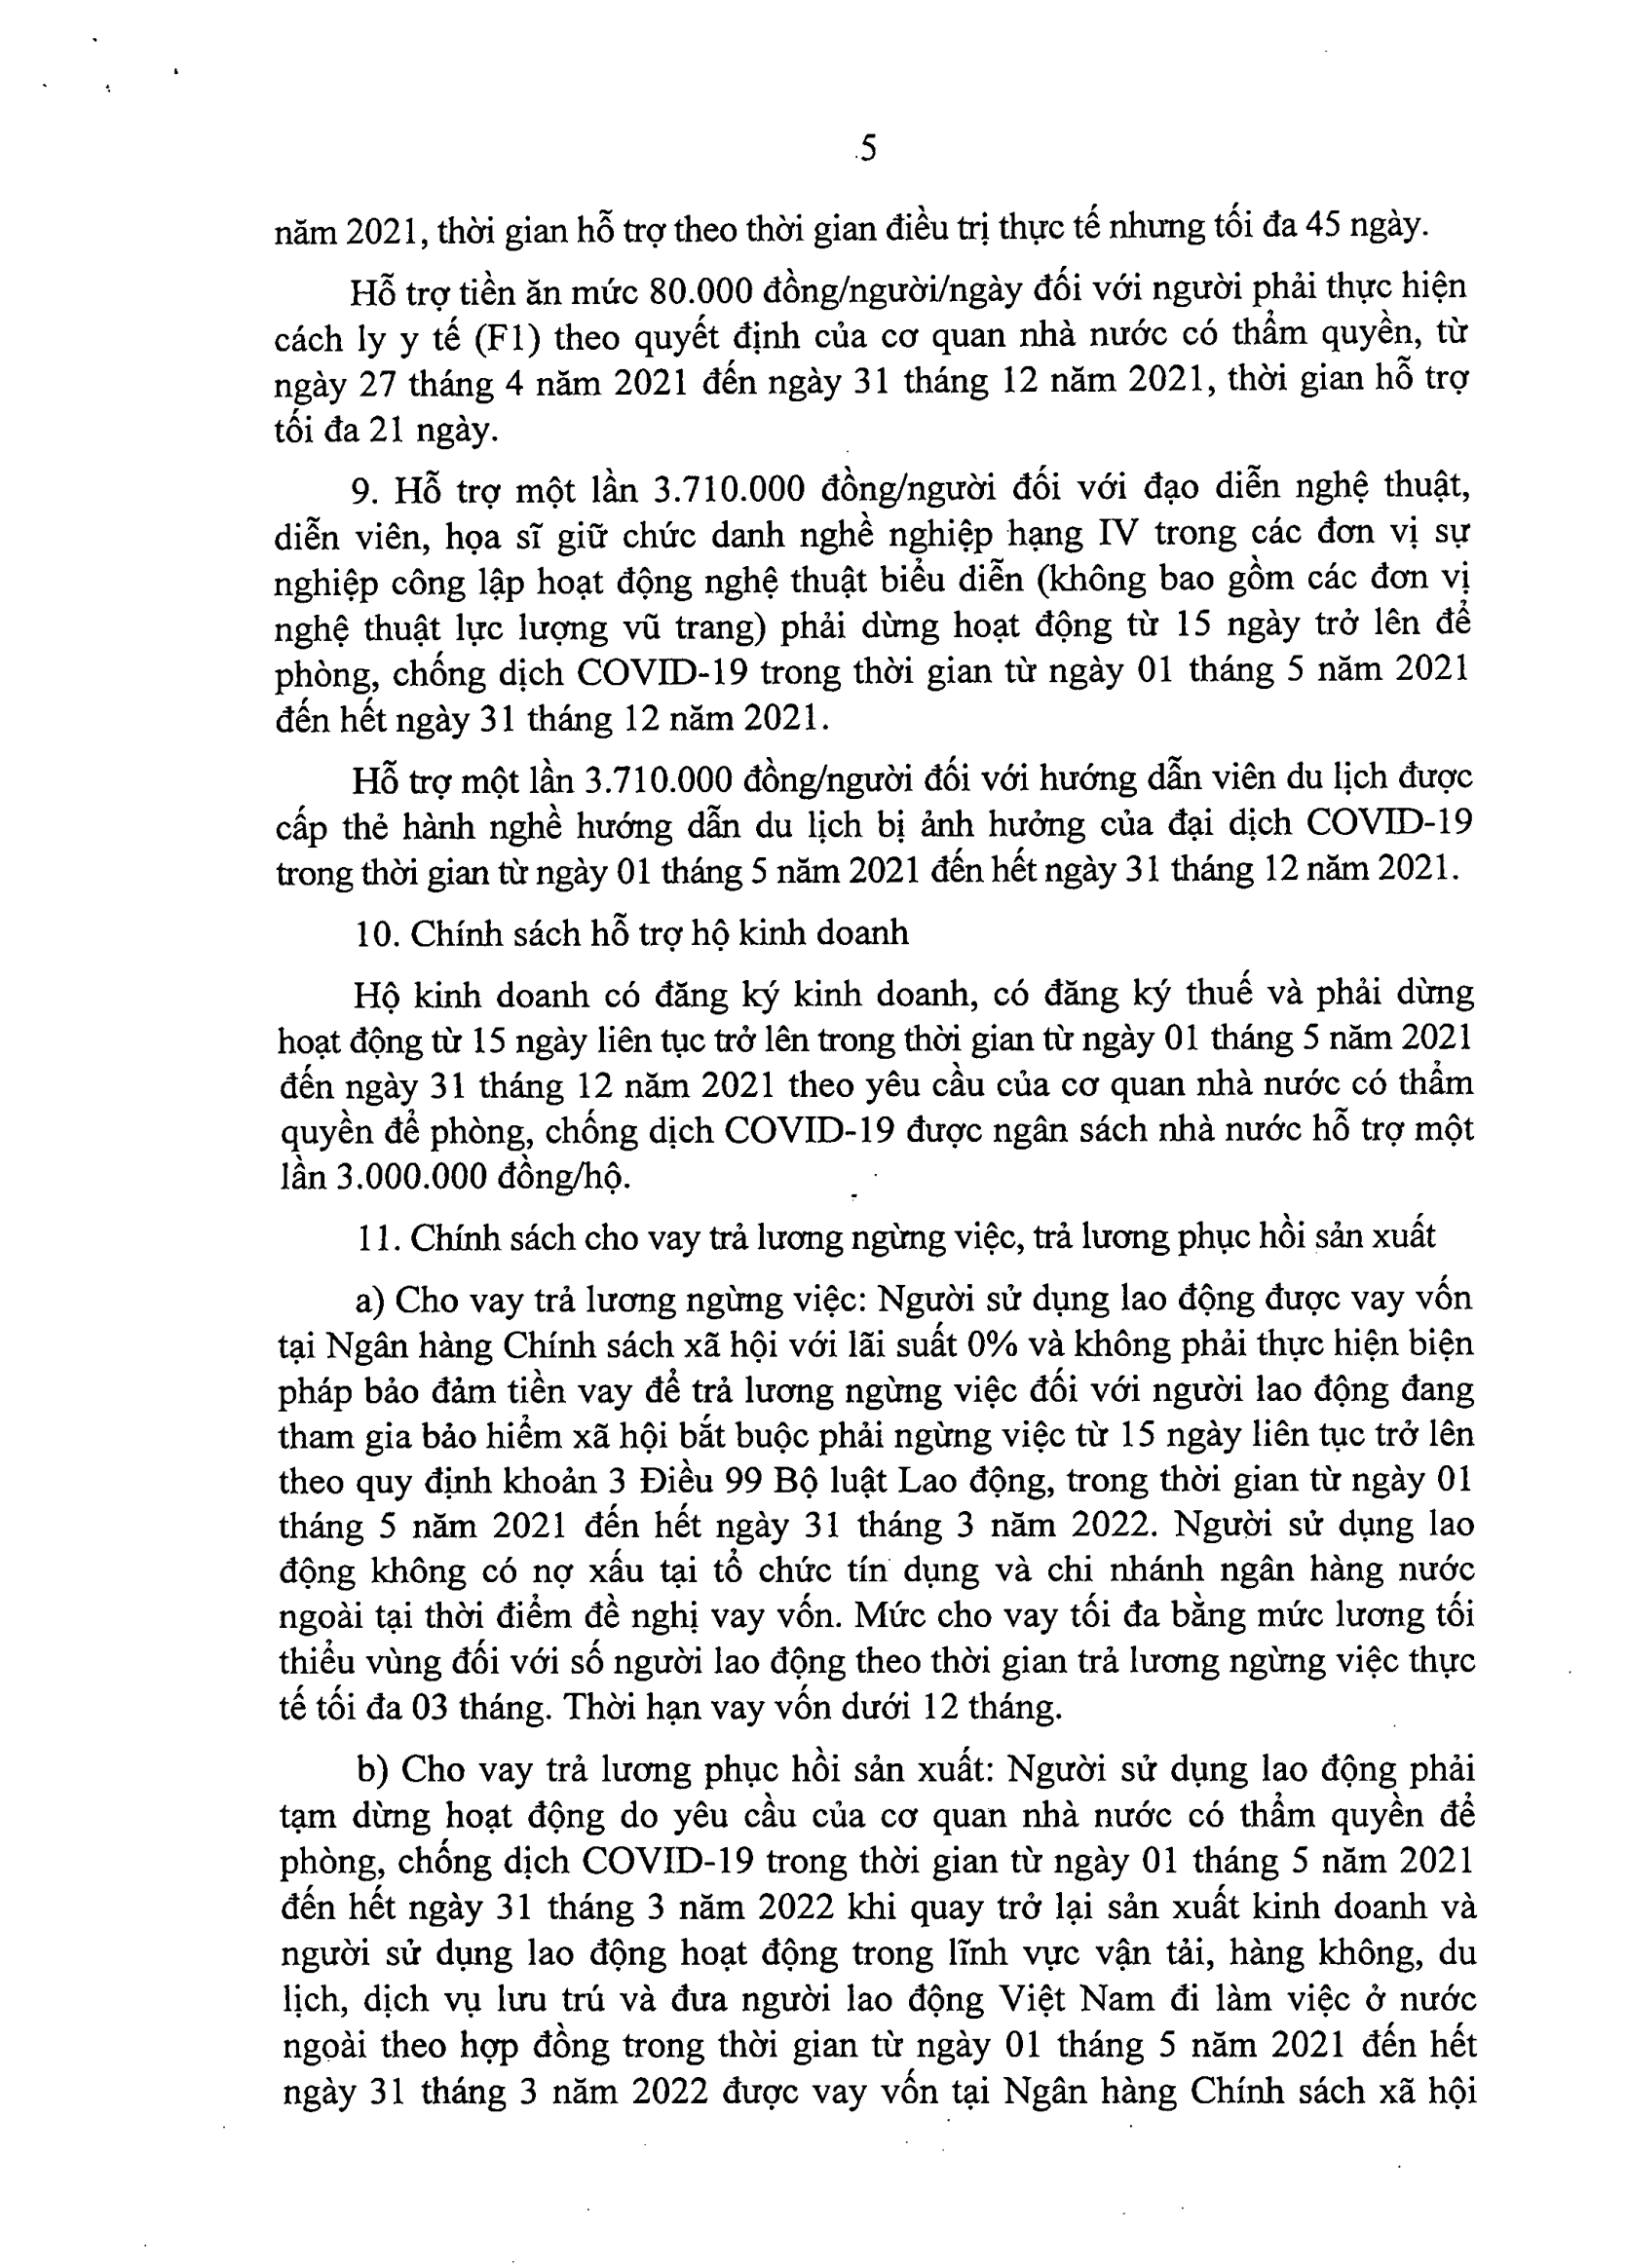 5
năm 2021, thời gian hỗ trợ theo thời gian điều trị thực tế nhưng tối đa 45 ngày.
Hỗ trợ tiền ăn mức 80.000 đồng/người/ngày đối với người phải thực hiện
cách ly y tế (F1) theo quyết định của cơ quan nhà nước có thẩm quyền, từ
ngày 27 tháng 4 năm 2021 đến ngày 31 tháng 12 năm 2021, thời gian hỗ trợ
tối đa 21 ngày.
9. Hỗ trợ một lần 3.710.000 đồng/người đối với đạo diễn nghệ thuật,
diễn viên, họa sĩ giữ chức danh nghề nghiệp hạng IV trong các đơn vị sự
nghiệp công lập hoạt động nghệ thuật biểu diễn (không bao gồm các đơn vị
nghệ thuật lực lượng vũ trang) phải dừng hoạt động từ 15 ngày trở lên để
phòng, chống dịch COVID-19 trong thời gian từ ngày 01 tháng 5 năm 2021
đến hết ngày 31 tháng 12 năm 2021.
Hỗ trợ một lần 3.710.000 đồng/người đối với hướng dẫn viên du lịch được
cấp thẻ hành nghề hướng dẫn du lịch bị ảnh hưởng của đại dịch COVID-19
trong thời gian từ ngày 01 tháng 5 năm 2021 đến hết ngày 31 tháng 12 năm 2021.
10. Chính sách hỗ trợ hộ kinh doanh
Hộ kinh doanh có đăng ký kinh doanh, có đăng ký thuế và phải dừng
hoạt động từ 15 ngày liên tục trở lên trong thời gian từ ngày 01 tháng 5 năm 2021
đến ngày 31 tháng 12 năm 2021 theo yêu cầu của cơ quan nhà nước có thẩm
quyền để phòng, chống dịch COVID-19 được ngân sách nhà nước hỗ trợ một
lần 3.000.000 đồng/hộ.
11. Chính sách cho vay trả lương ngừng việc, trả lương phục hồi sản xuất
a) Cho vay trả lương ngừng việc: Người sử dụng lao động được vay vốn
tại Ngân hàng Chính sách xã hội với lãi suất 0% và không phải thực hiện biện
pháp bảo đảm tiền vay để trả lương ngừng việc đối với người lao động đang
tham gia bảo hiểm xã hội bắt buộc phải ngừng việc từ 15 ngày liên tục trở lên
theo quy định khoản 3 Điều 99 Bộ luật Lao động, trong thời gian từ ngày 01
tháng 5 năm 2021 đến hết ngày 31 tháng 3 năm 2022. Người sử dụng lao
động không có nợ xấu tại tổ chức tín dụng và chi nhánh ngân hàng nước
ngoài tại thời điểm đề nghị vay vốn. Mức cho vay tối đa bằng mức lương tối
thiểu vùng đối với số người lao động theo thời gian trả lương ngừng việc thực
tế tối đa 03 tháng. Thời hạn vay vốn dưới 12 tháng.
b) Cho vay trả lương phục hồi sản xuất: Người sử dụng lao động phải
tạm dừng hoạt động do yêu cầu của cơ quan nhà nước có thẩm quyền để
phòng, chống dịch COVID-19 trong thời gian từ ngày 01 tháng 5 năm 2021
đến hết ngày 31 tháng 3 năm 2022 khi quay trở lại sản xuất kinh doanh và
người sử dụng lao động hoạt động trong lĩnh vực vận tải, hàng không, du
lịch, dịch vụ lưu trú và đưa người lao động Việt Nam đi làm việc ở nước
ngoài theo hợp đồng trong thời gian từ ngày 01 tháng 5 năm 2021 đến hết
ngày 31 tháng 3 năm 2022 được vay vốn tại Ngân hàng Chính sách xã hội